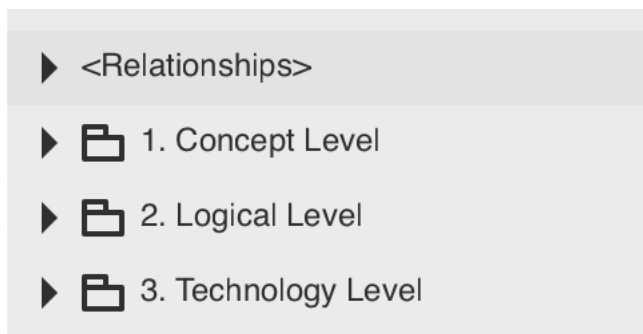 <Relationships>
1. Concept Level
2. Logical Level
3. Technology Level